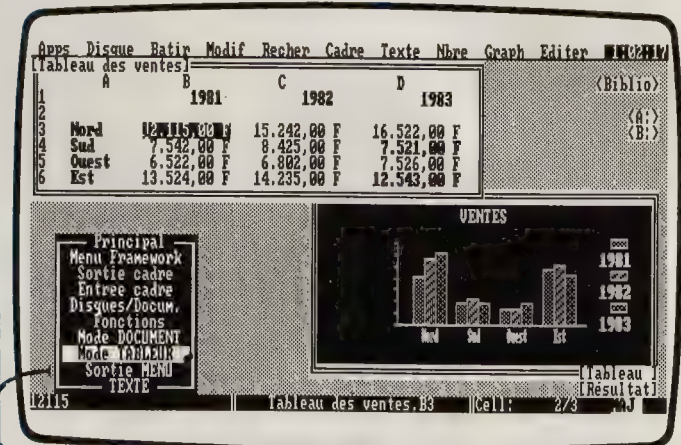 Apps Disque Batir Modif Recher Cadre Texte Nbre Graph Editer
[Tableau des ventes]
A B C D
1 1981 1982 1983
2
3 Nord 12.115,00 F 15.242,00 F 16.522,00 F
4 Sud 7.542,00 F 8.425,00 F 7.521,00 F
5 Ouest 6.522,00 F 6.802,00 F 7.526,00 F
6 Est 13.524,00 F 14.235,00 F 12.543,00 F
(Biblio)
(A:)
(B:)
Principal
Menu Framework
Sortie cadre
Entree cadre
Disques/Docum.
Fonctions
Mode DOCUMENT
Mode TABLEUR
Sortie MENU
TEXTE
VENTES
1981
1982
1983
Nord Sud Ouest Est
[Tableau ]
[Résultat]
12115 Tableau des ventes.B3 Cell: 2/3